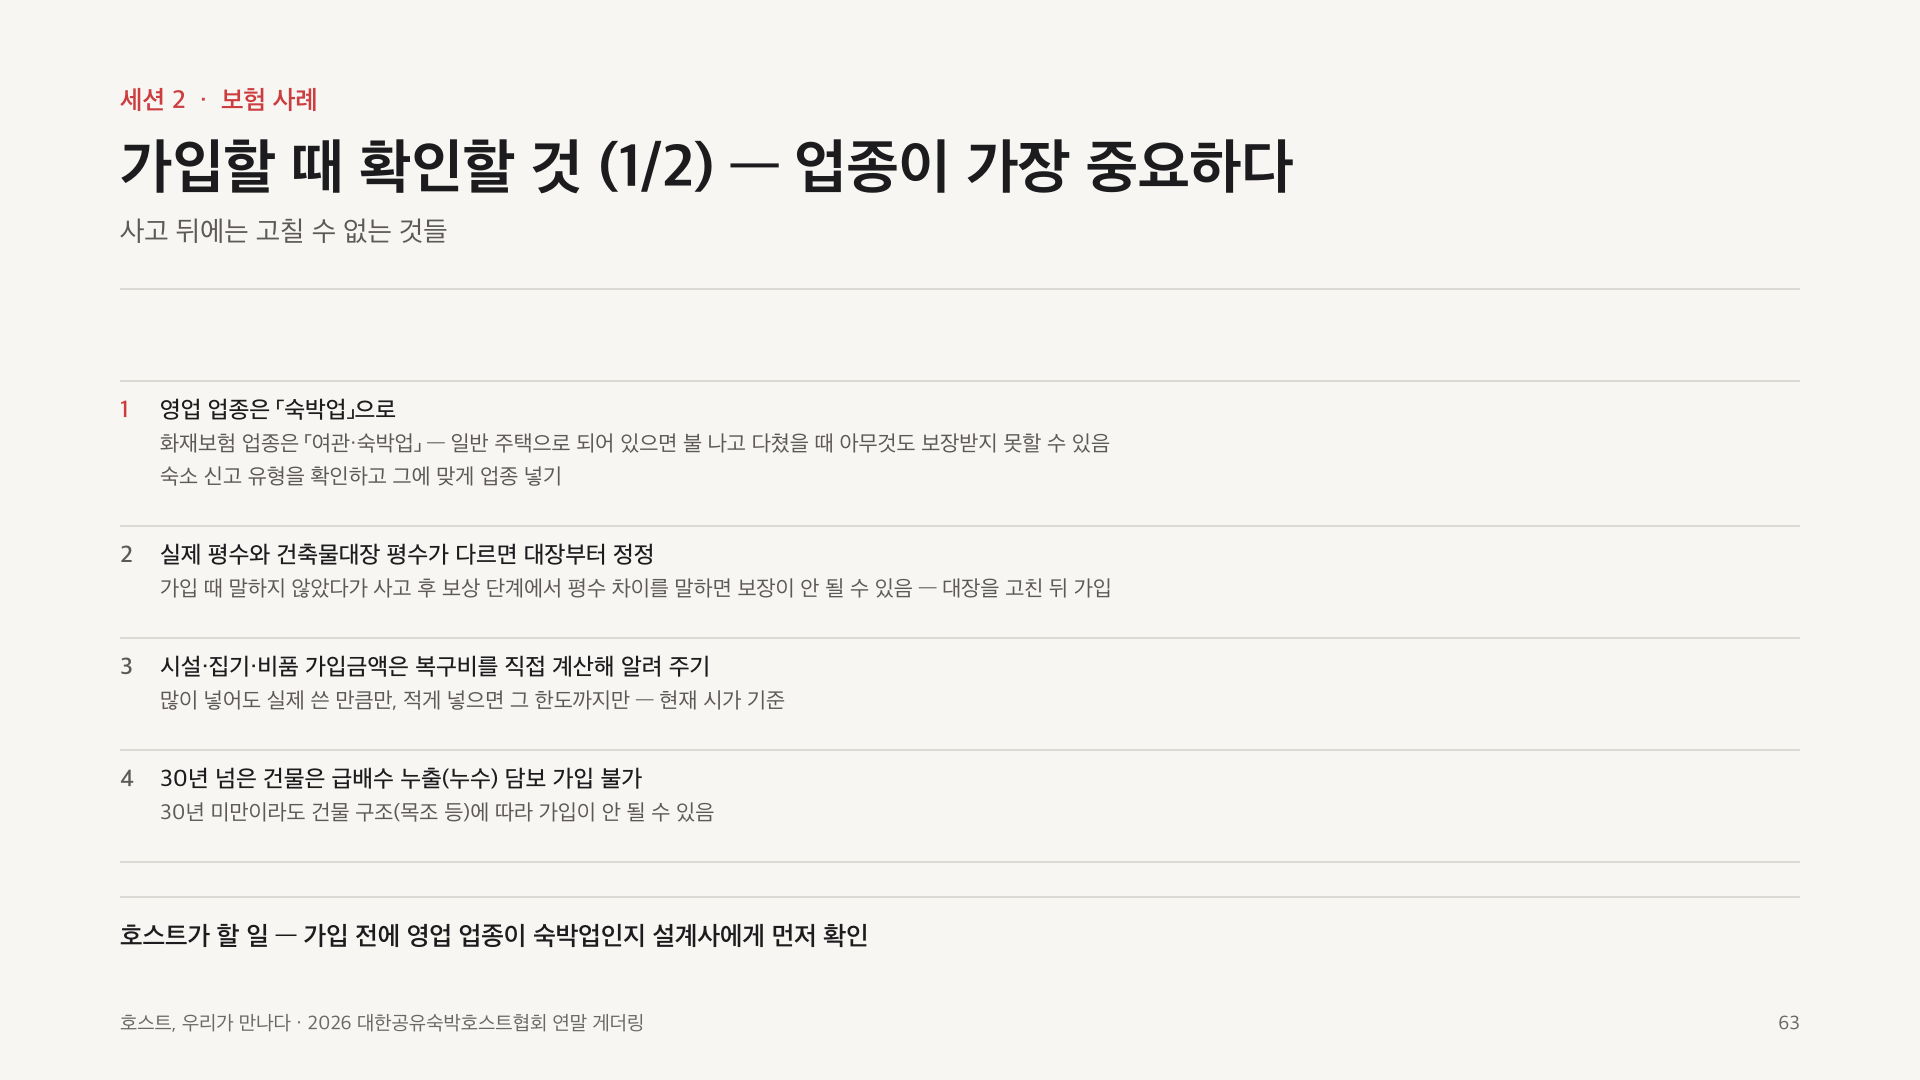 세션 2 · 보험 사례
가입할 때 확인할 것 (1/2) — 업종이 가장 중요하다
사고 뒤에는 고칠 수 없는 것들
1 영업 업종은 「숙박업」으로
화재보험 업종은 「여관·숙박업」 — 일반 주택으로 되어 있으면 불 나고 다쳤을 때 아무것도 보장받지 못할 수 있음
숙소 신고 유형을 확인하고 그에 맞게 업종 넣기
2 실제 평수와 건축물대장 평수가 다르면 대장부터 정정
가입 때 말하지 않았다가 사고 후 보상 단계에서 평수 차이를 말하면 보장이 안 될 수 있음 — 대장을 고친 뒤 가입
3 시설·집기·비품 가입금액은 복구비를 직접 계산해 알려 주기
많이 넣어도 실제 쓴 만큼만, 적게 넣으면 그 한도까지만 — 현재 시가 기준
4 30년 넘은 건물은 급배수 누출(누수) 담보 가입 불가
30년 미만이라도 건물 구조(목조 등)에 따라 가입이 안 될 수 있음
호스트가 할 일 — 가입 전에 영업 업종이 숙박업인지 설계사에게 먼저 확인
호스트, 우리가 만나다 · 2026 대한공유숙박호스트협회 연말 게더링
63